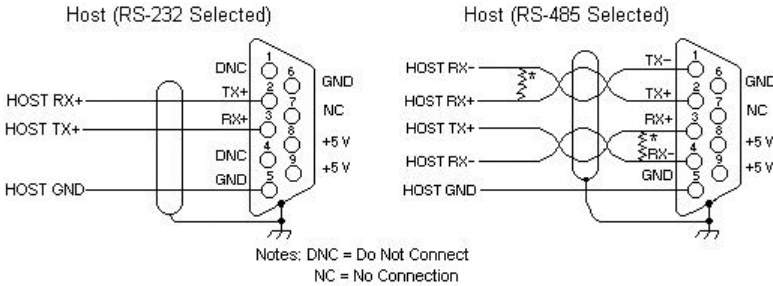 Host (RS-232 Selected)
HOST RX+
HOST TX+
HOST GND
DNC
TX+
RX+
DNC
GND
1
2
3
4
5
6
7
8
9
GND
NC
+5 V
+5 V
Host (RS-485 Selected)
HOST RX-
HOST RX+
HOST TX+
HOST RX-
HOST GND
*
TX-
TX+
RX+
*
RX-
GND
1
2
3
4
5
6
7
8
9
GND
NC
+5 V
+5 V
Notes: DNC = Do Not Connect
NC = No Connection